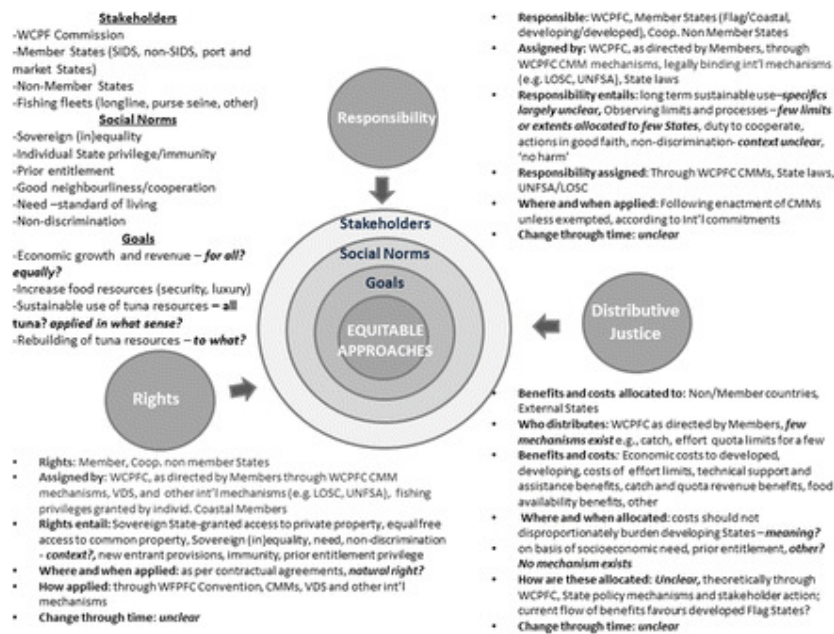 Stakeholders
-WCPF Commission
-Member States (SIDS, non-SIDS, port and
market States)
-Non-Member States
-Fishing fleets (longline, purse seine, other)
Social Norms
-Sovereign (in)equality
-Individual State privilege/immunity
-Prior entitlement
-Good neighbourliness/cooperation
-Need –standard of living
-Non-discrimination
Goals
-Economic growth and revenue – for all?
equally?
-Increase food resources (security, luxury)
-Sustainable use of tuna resources – all
tuna? applied in what sense?
-Rebuilding of tuna resources – to what?
Responsibility
• Responsible: WCPFC, Member States (Flag/Coastal,
developing/developed), Coop. Non Member States
• Assigned by: WCPFC, as directed by Members, through
WCPFC CMM mechanisms, legally binding int'l mechanisms
(e.g. LOSC, UNFSA), State laws
• Responsibility entails: long term sustainable use–specifics
largely unclear, Observing limits and processes – few limits
or extents allocated to few States, duty to cooperate,
actions in good faith, non-discrimination- context unclear,
'no harm'
• Responsibility assigned: Through WCPFC CMMs, State laws,
UNFSA/LOSC
• Where and when applied: Following enactment of CMMs
unless exempted, according to Int'l commitments
• Change through time: unclear
Stakeholders
Social Norms
Goals
EQUITABLE
APPROACHES
Distributive
Justice
Rights
• Rights: Member, Coop. non member States
• Assigned by: WCPFC, as directed by Members through WCPFC CMM
mechanisms, VDS, and other int'l mechanisms (e.g. LOSC, UNFSA), fishing
privileges granted by individ. Coastal Members
• Rights entail: Sovereign State-granted access to private property, equal free
access to common property, Sovereign (in)equality, need, non-discrimination
- context?, new entrant provisions, immunity, prior entitlement privilege
• Where and when applied: as per contractual agreements, natural right?
• How applied: through WFPFC Convention, CMMs, VDS and other int'l
mechanisms
• Change through time: unclear
• Benefits and costs allocated to: Non/Member countries,
External States
• Who distributes: WCPFC as directed by Members, few
mechanisms exist e.g., catch, effort quota limits for a few
• Benefits and costs: Economic costs to developed,
developing, costs of effort limits, technical support and
assistance benefits, catch and quota revenue benefits, food
availability benefits, other
• Where and when allocated: costs should not
disproportionately burden developing States – meaning?
• on basis of socioeconomic need, prior entitlement, other?
No mechanism exists
• How are these allocated: Unclear, theoretically through
WCPFC, State policy mechanisms and stakeholder action;
current flow of benefits favours developed Flag States?
• Change through time: unclear